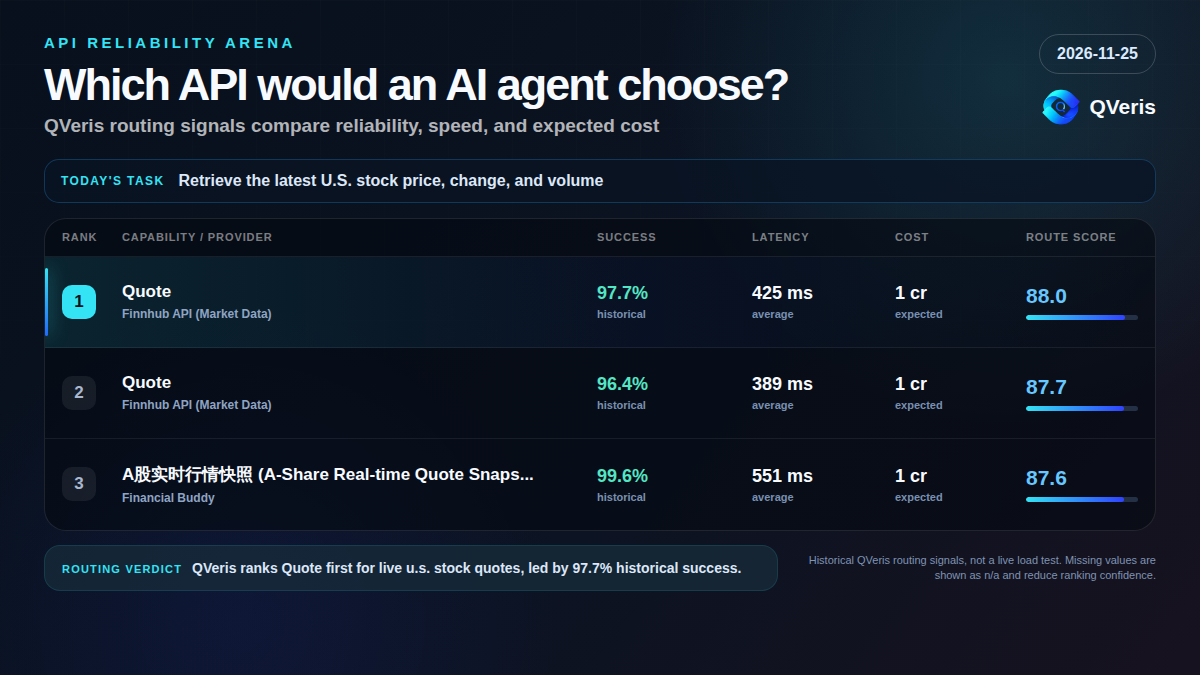 API RELIABILITY ARENA
Which API would an AI agent choose?
QVeris routing signals compare reliability, speed, and expected cost
2026-11-25
QVeris
TODAY'S TASK Retrieve the latest U.S. stock price, change, and volume
RANK CAPABILITY / PROVIDER SUCCESS LATENCY COST ROUTE SCORE
1 Quote 97.7% 425 ms 1 cr 88.0
Finnhub API (Market Data) historical average expected
2 Quote 96.4% 389 ms 1 cr 87.7
Finnhub API (Market Data) historical average expected
3 A股实时行情快照 (A-Share Real-time Quote Snaps... 99.6% 551 ms 1 cr 87.6
Financial Buddy historical average expected
ROUTING VERDICT QVeris ranks Quote first for live u.s. stock quotes, led by 97.7% historical success.
Historical QVeris routing signals, not a live load test. Missing values are
shown as n/a and reduce ranking confidence.